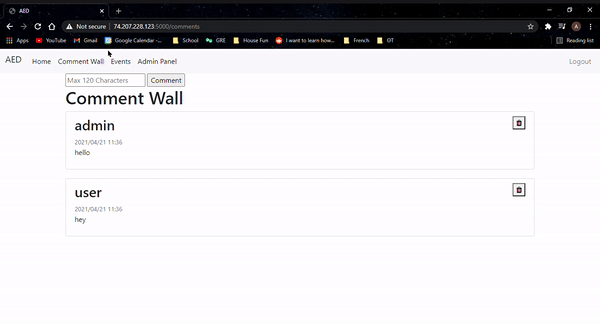 AED
Not secure | 74.207.228.123:5000/comments
Apps YouTube Gmail Google Calendar -... School GRE House Fun I want to learn how... French DT Reading list
AED Home Comment Wall Events Admin Panel Logout
Max 120 Characters Comment
Comment Wall
admin
2021/04/21 11:36
hello
user
2021/04/21 11:36
hey